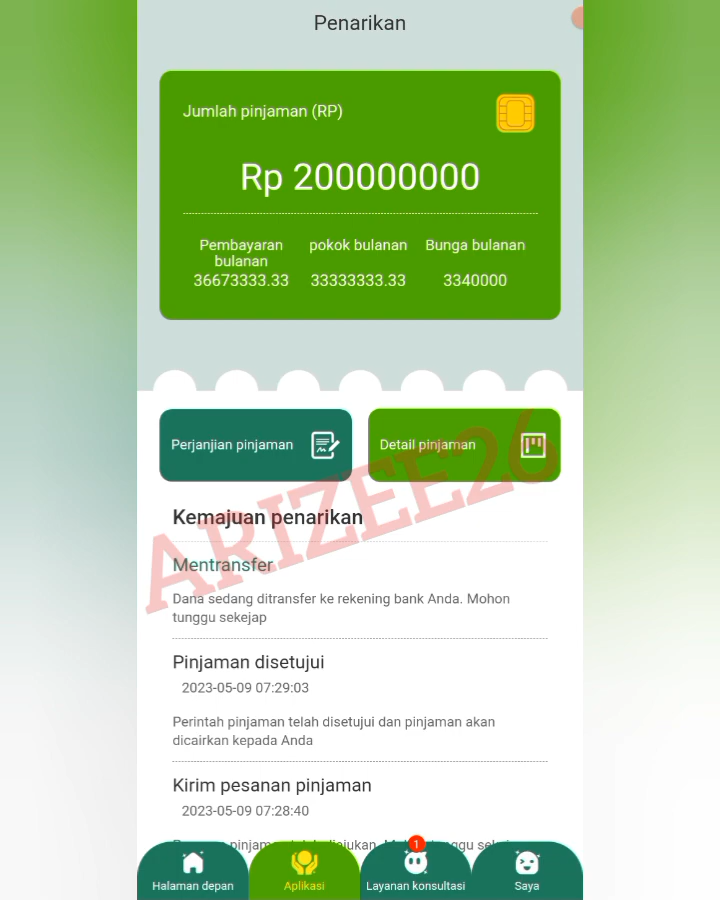 Penarikan
Jumlah pinjaman (RP)
Rp 200000000
Pembayaran bulanan
36673333.33
pokok bulanan
33333333.33
Bunga bulanan
3340000
Perjanjian pinjaman
Detail pinjaman
ARIZEE26
Kemajuan penarikan
Mentransfer
Dana sedang ditransfer ke rekening bank Anda. Mohon
tunggu sekejap
Pinjaman disetujui
2023-05-09 07:29:03
Perintah pinjaman telah disetujui dan pinjaman akan
dicairkan kepada Anda
Kirim pesanan pinjaman
2023-05-09 07:28:40
1
Halaman depan
Aplikasi
Layanan konsultasi
Saya